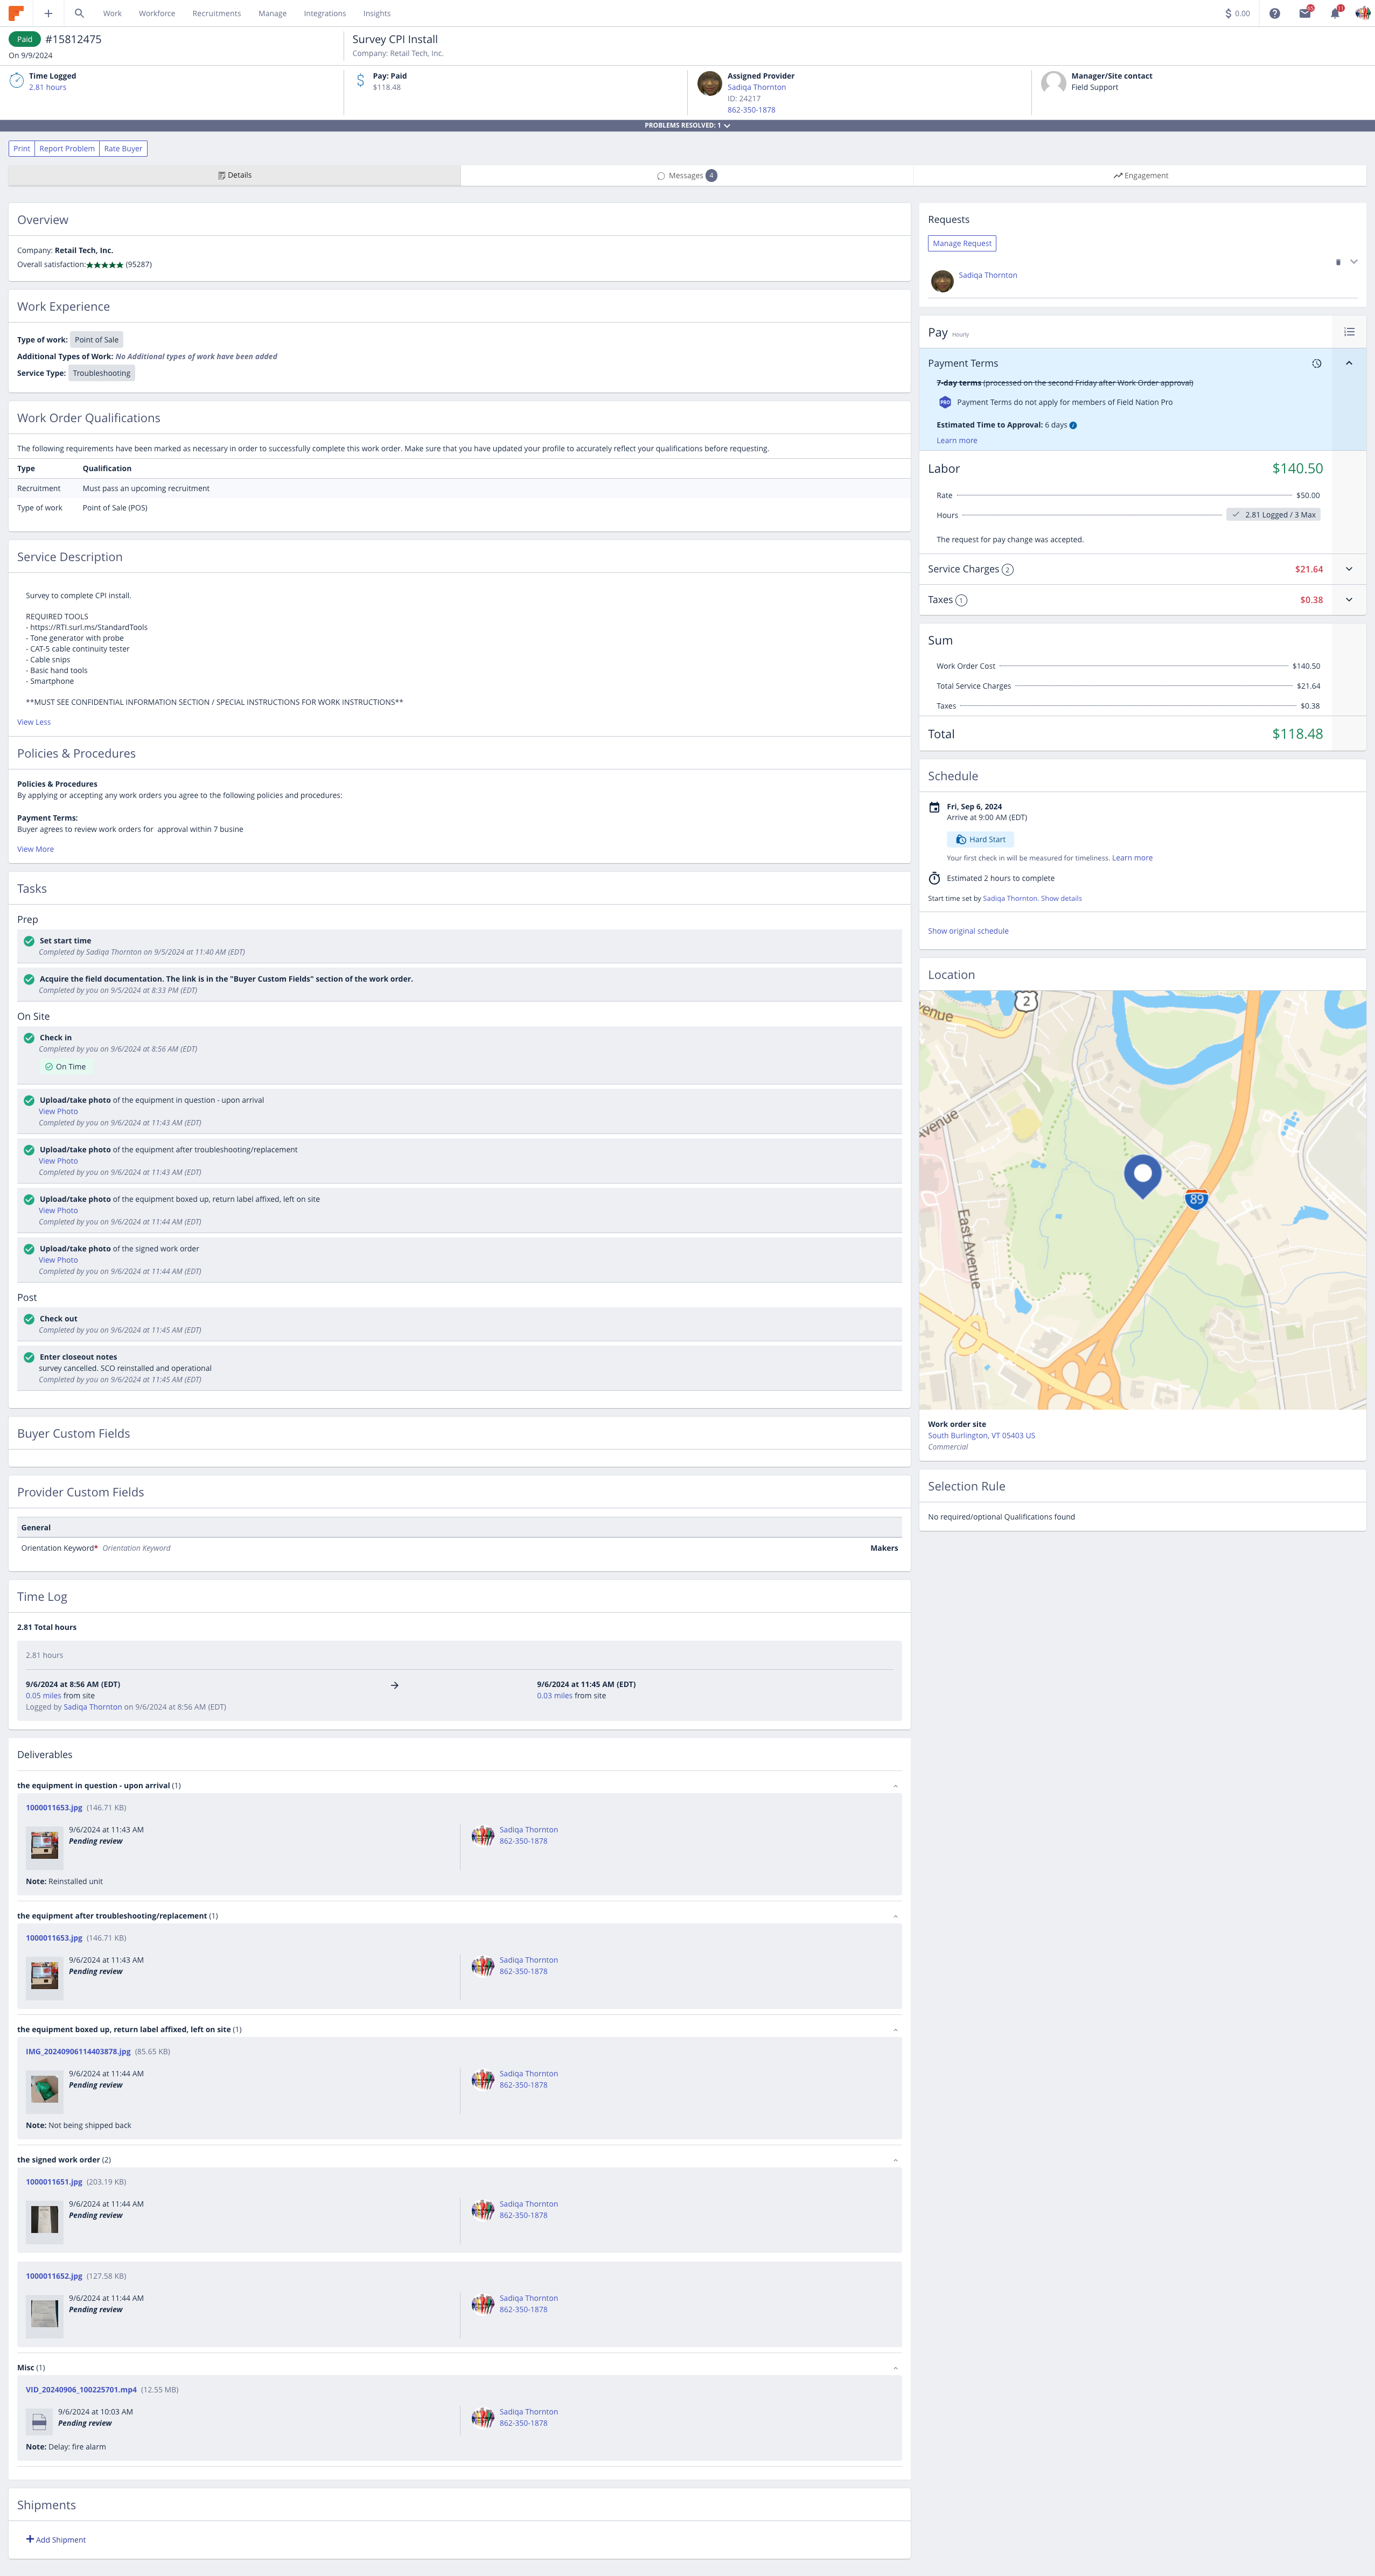 Work Workforce Recruitments Manage Integrations Insights
$ 0.00
Paid #15812475
On 9/9/2024
Survey CPI Install
Company: Retail Tech, Inc.
Time Logged
2.81 hours
Pay: Paid
$118.48
Assigned Provider
Sadiqa Thornton
ID: 24217
862-350-1878
Manager/Site contact
Field Support
PROBLEMS RESOLVED: 1
Print Report Problem Rate Buyer
Details
Messages 4
Engagement
Overview
Company: Retail Tech, Inc.
Overall satisfaction: (95287)
Work Experience
Type of work: Point of Sale
Additional Types of Work: No Additional types of work have been added
Service Type: Troubleshooting
Work Order Qualifications
The following requirements have been marked as necessary in order to successfully complete this work order. Make sure that you have updated your profile to accurately reflect your qualifications before requesting.
Type Qualification
Recruitment Must pass an upcoming recruitment
Type of work Point of Sale (POS)
Service Description
Survey to complete CPI install.
REQUIRED TOOLS
- https://RTI.surl.ms/StandardTools
- Tone generator with probe
- CAT-5 cable continuity tester
- Cable snips
- Basic hand tools
- Smartphone
**MUST SEE CONFIDENTIAL INFORMATION SECTION / SPECIAL INSTRUCTIONS FOR WORK INSTRUCTIONS**
View Less
Policies & Procedures
Policies & Procedures
By applying or accepting any work orders you agree to the following policies and procedures:
Payment Terms:
Buyer agrees to review work orders for approval within 7 busine
View More
Tasks
Prep
Set start time
Completed by Sadiqa Thornton on 9/5/2024 at 11:40 AM (EDT)
Acquire the field documentation. The link is in the "Buyer Custom Fields" section of the work order.
Completed by you on 9/5/2024 at 8:33 PM (EDT)
On Site
Check in
Completed by you on 9/6/2024 at 8:56 AM (EDT)
On Time
Upload/take photo of the equipment in question - upon arrival
View Photo
Completed by you on 9/6/2024 at 11:43 AM (EDT)
Upload/take photo of the equipment after troubleshooting/replacement
View Photo
Completed by you on 9/6/2024 at 11:43 AM (EDT)
Upload/take photo of the equipment boxed up, return label affixed, left on site
View Photo
Completed by you on 9/6/2024 at 11:44 AM (EDT)
Upload/take photo of the signed work order
View Photo
Completed by you on 9/6/2024 at 11:44 AM (EDT)
Post
Check out
Completed by you on 9/6/2024 at 11:45 AM (EDT)
Enter closeout notes
survey cancelled. SCO reinstalled and operational
Completed by you on 9/6/2024 at 11:45 AM (EDT)
Buyer Custom Fields
Provider Custom Fields
General
Orientation Keyword* Orientation Keyword Makers
Time Log
2.81 Total hours
2.81 hours
9/6/2024 at 8:56 AM (EDT) 9/6/2024 at 11:45 AM (EDT)
0.05 miles from site 0.03 miles from site
Logged by Sadiqa Thornton on 9/6/2024 at 8:56 AM (EDT)
Deliverables
the equipment in question - upon arrival (1)
1000011653.jpg (146.71 KB)
9/6/2024 at 11:43 AM Sadiqa Thornton
Pending review 862-350-1878
Note: Reinstalled unit
the equipment after troubleshooting/replacement (1)
1000011653.jpg (146.71 KB)
9/6/2024 at 11:43 AM Sadiqa Thornton
Pending review 862-350-1878
the equipment boxed up, return label affixed, left on site (1)
IMG_20240906114403878.jpg (85.65 KB)
9/6/2024 at 11:44 AM Sadiqa Thornton
Pending review 862-350-1878
Note: Not being shipped back
the signed work order (2)
1000011651.jpg (203.19 KB)
9/6/2024 at 11:44 AM Sadiqa Thornton
Pending review 862-350-1878
1000011652.jpg (127.58 KB)
9/6/2024 at 11:44 AM Sadiqa Thornton
Pending review 862-350-1878
Misc (1)
VID_20240906_100225701.mp4 (12.55 MB)
9/6/2024 at 10:03 AM Sadiqa Thornton
Pending review 862-350-1878
Note: Delay: fire alarm
Shipments
Add Shipment
Requests
Manage Request
Sadiqa Thornton
Pay Hourly
Payment Terms
7-day terms (processed on the second Friday after Work Order approval)
PRO Payment Terms do not apply for members of Field Nation Pro
Estimated Time to Approval: 6 days
Learn more
Labor $140.50
Rate $50.00
Hours 2.81 Logged / 3 Max
The request for pay change was accepted.
Service Charges 2 $21.64
Taxes 1 $0.38
Sum
Work Order Cost $140.50
Total Service Charges $21.64
Taxes $0.38
Total $118.48
Schedule
Fri, Sep 6, 2024
Arrive at 9:00 AM (EDT)
Hard Start
Your first check in will be measured for timeliness. Learn more
Estimated 2 hours to complete
Start time set by Sadiqa Thornton. Show details
Show original schedule
Location
2
venue
Avenue
89
East Avenue
Work order site
South Burlington, VT 05403 US
Commercial
Selection Rule
No required/optional Qualifications found